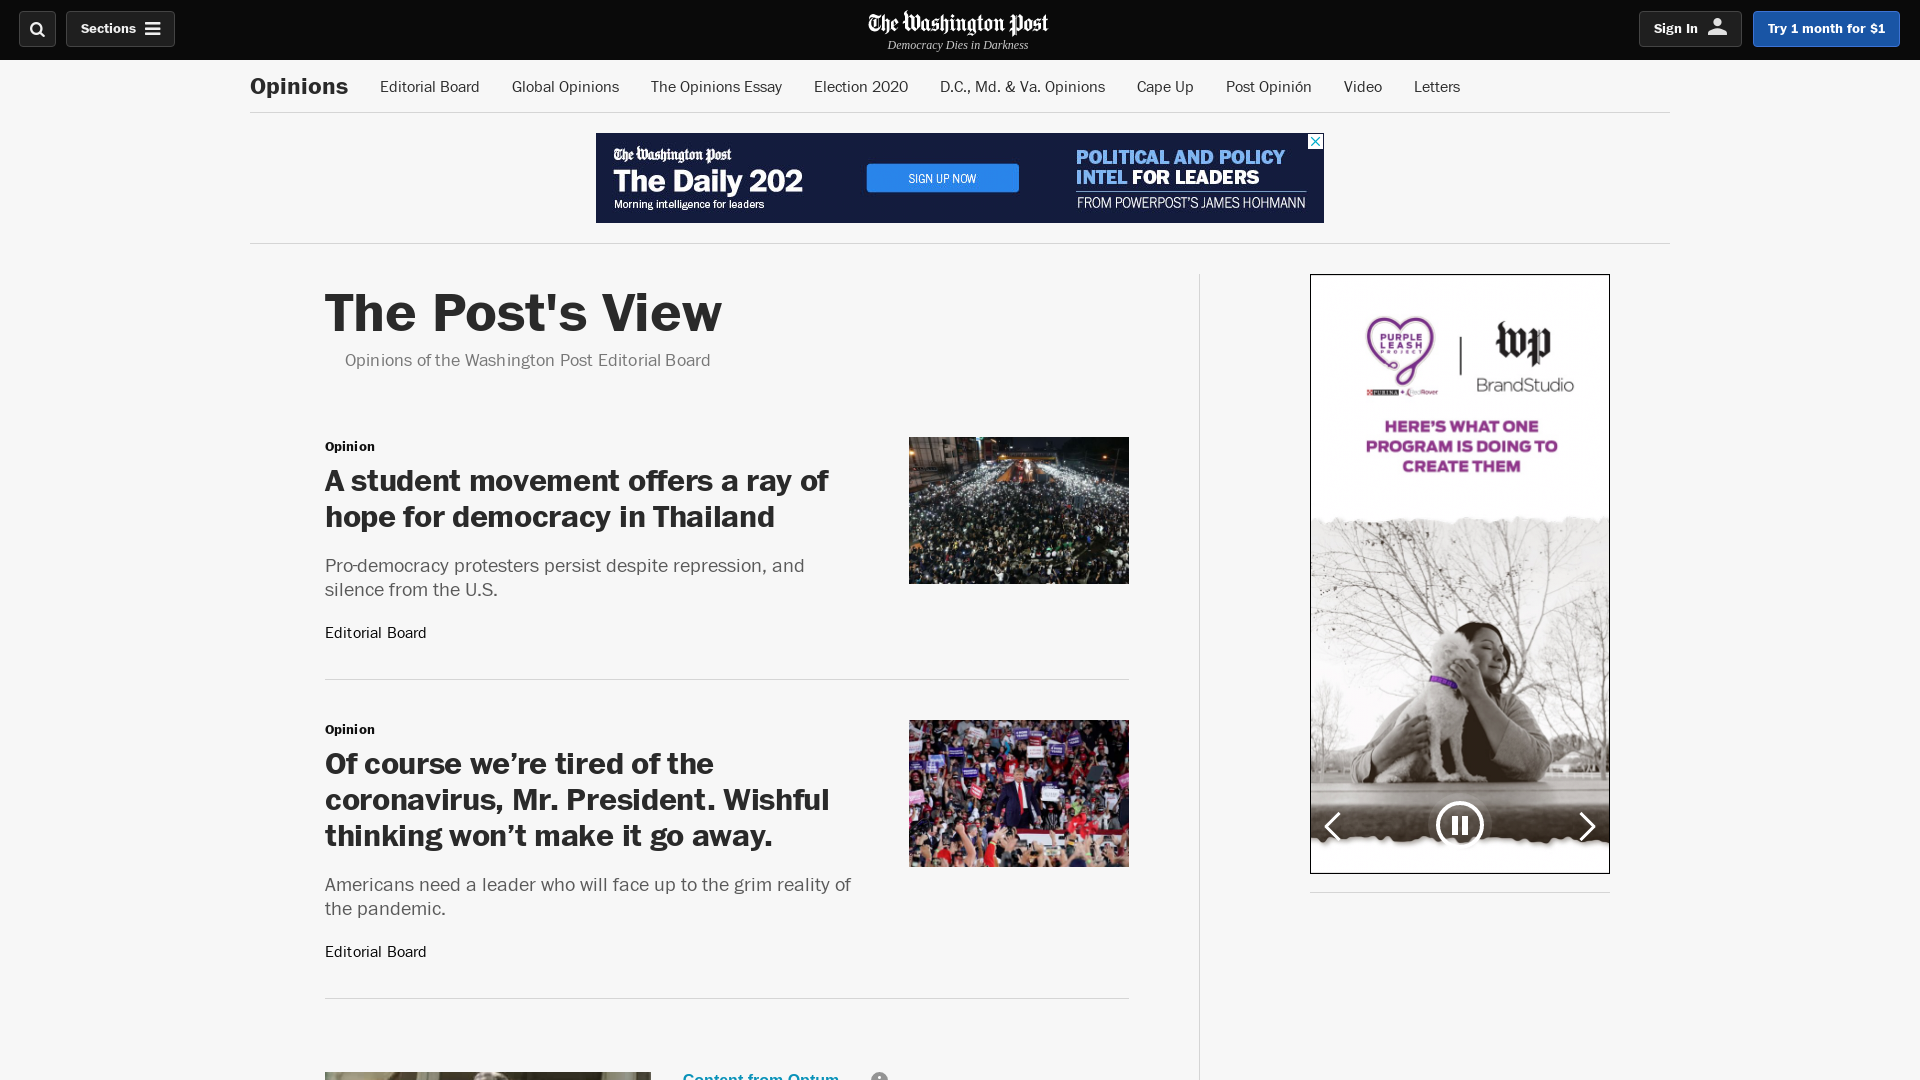 Sections
The Washington Post
Democracy Dies in Darkness
Sign In
Try 1 month for $1
Opinions
Editorial Board
Global Opinions
The Opinions Essay
Election 2020
D.C., Md. & Va. Opinions
Cape Up
Post Opinión
Video
Letters
The Washington Post
The Daily 202
Morning intelligence for leaders
SIGN UP NOW
POLITICAL AND POLICY
INTEL FOR LEADERS
FROM POWERPOST'S JAMES HOHMANN
The Post's View
Opinions of the Washington Post Editorial Board
Opinion
A student movement offers a ray of
hope for democracy in Thailand
Pro-democracy protesters persist despite repression, and
silence from the U.S.
Editorial Board
Opinion
Of course we’re tired of the
coronavirus, Mr. President. Wishful
thinking won’t make it go away.
Americans need a leader who will face up to the grim reality of
the pandemic.
Editorial Board
Content from Optum
PURPLE
LEASH
PROJECT
PURINA + RedRover
wp
BrandStudio
HERE'S WHAT ONE
PROGRAM IS DOING TO
CREATE THEM